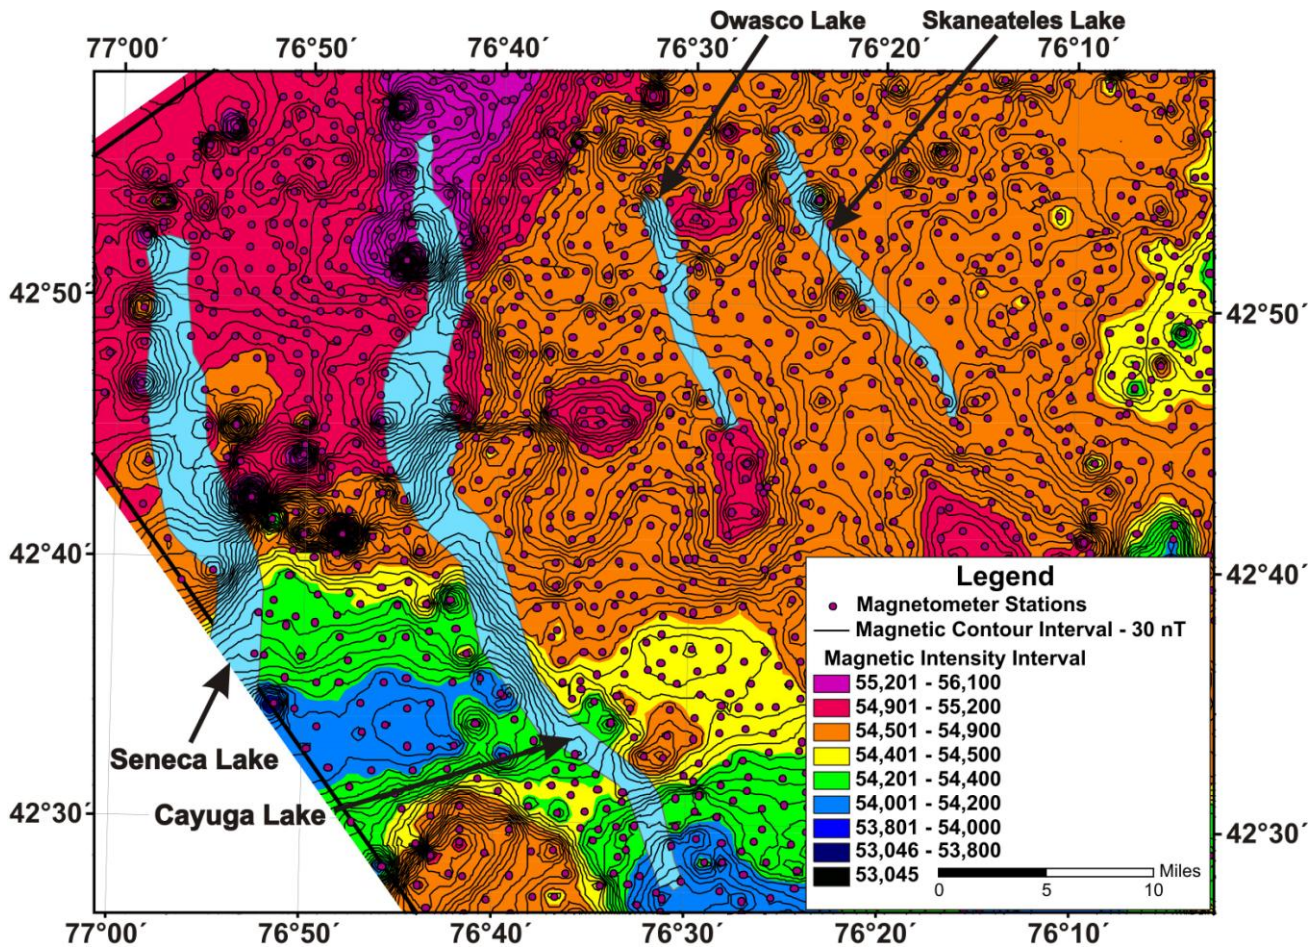 Owasco Lake
Skaneateles Lake
77°00´
76°50´
76°40´
76°30´
76°20´
76°10´
42°50´
42°50´
42°40´
42°40´
42°30´
42°30´
Seneca Lake
Cayuga Lake
Legend
Magnetometer Stations
Magnetic Contour Interval - 30 nT
Magnetic Intensity Interval
55,201 - 56,100
54,901 - 55,200
54,501 - 54,900
54,401 - 54,500
54,201 - 54,400
54,001 - 54,200
53,801 - 54,000
53,046 - 53,800
53,045
Miles
0 5 10
77°00´
76°50´
76°40´
76°30´
76°20´
76°10´